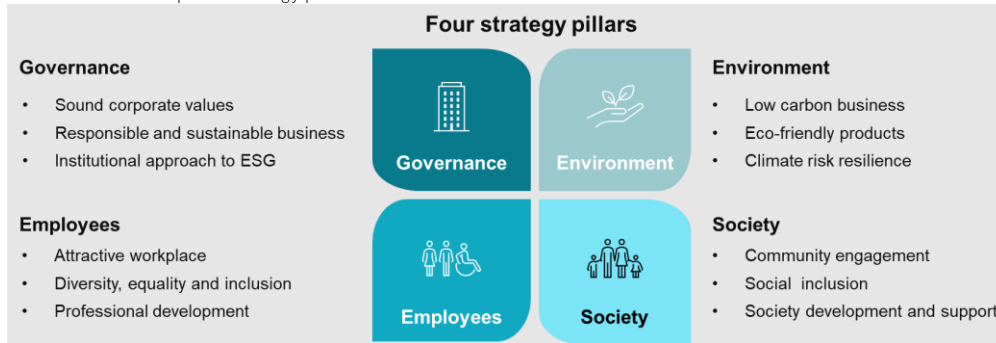 Four strategy pillars
Governance
• Sound corporate values
• Responsible and sustainable business
• Institutional approach to ESG
Governance
Environment
Environment
• Low carbon business
• Eco-friendly products
• Climate risk resilience
Employees
• Attractive workplace
• Diversity, equality and inclusion
• Professional development
Employees
Society
Society
• Community engagement
• Social inclusion
• Society development and support